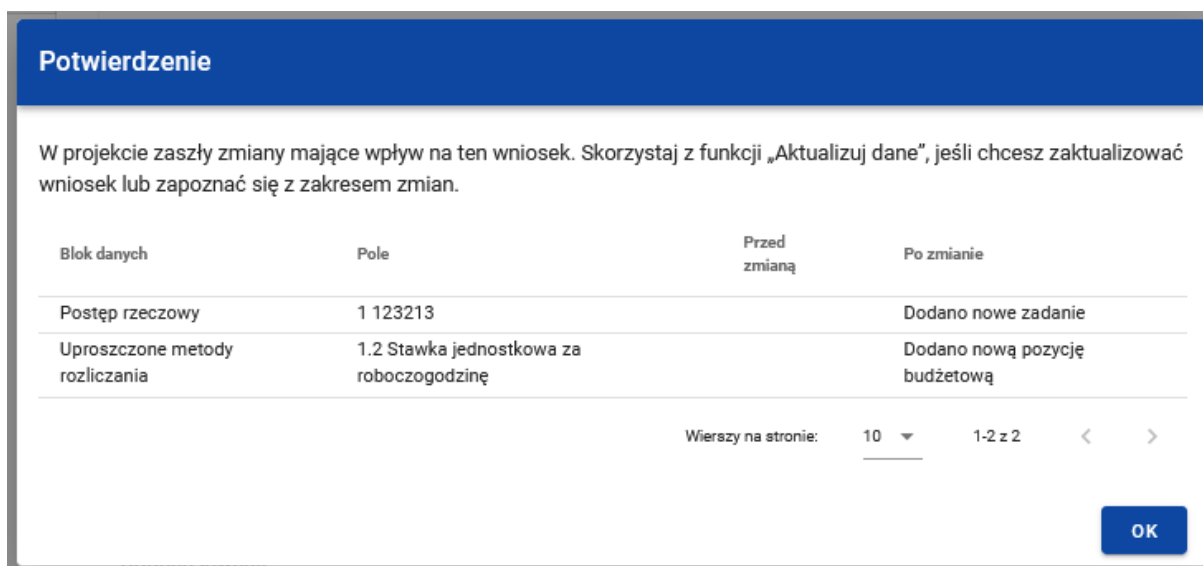 Potwierdzenie
W projekcie zaszły zmiany mające wpływ na ten wniosek. Skorzystaj z funkcji „Aktualizuj dane”, jeśli chcesz zaktualizować
wniosek lub zapoznać się z zakresem zmian.
Blok danych Pole Przed zmianą Po zmianie
Postęp rzeczowy 1 123213 Dodano nowe zadanie
Uproszczone metody rozliczania 1.2 Stawka jednostkowa za roboczogodzinę Dodano nową pozycję budżetową
Wierszy na stronie: 10 1-2 z 2
OK